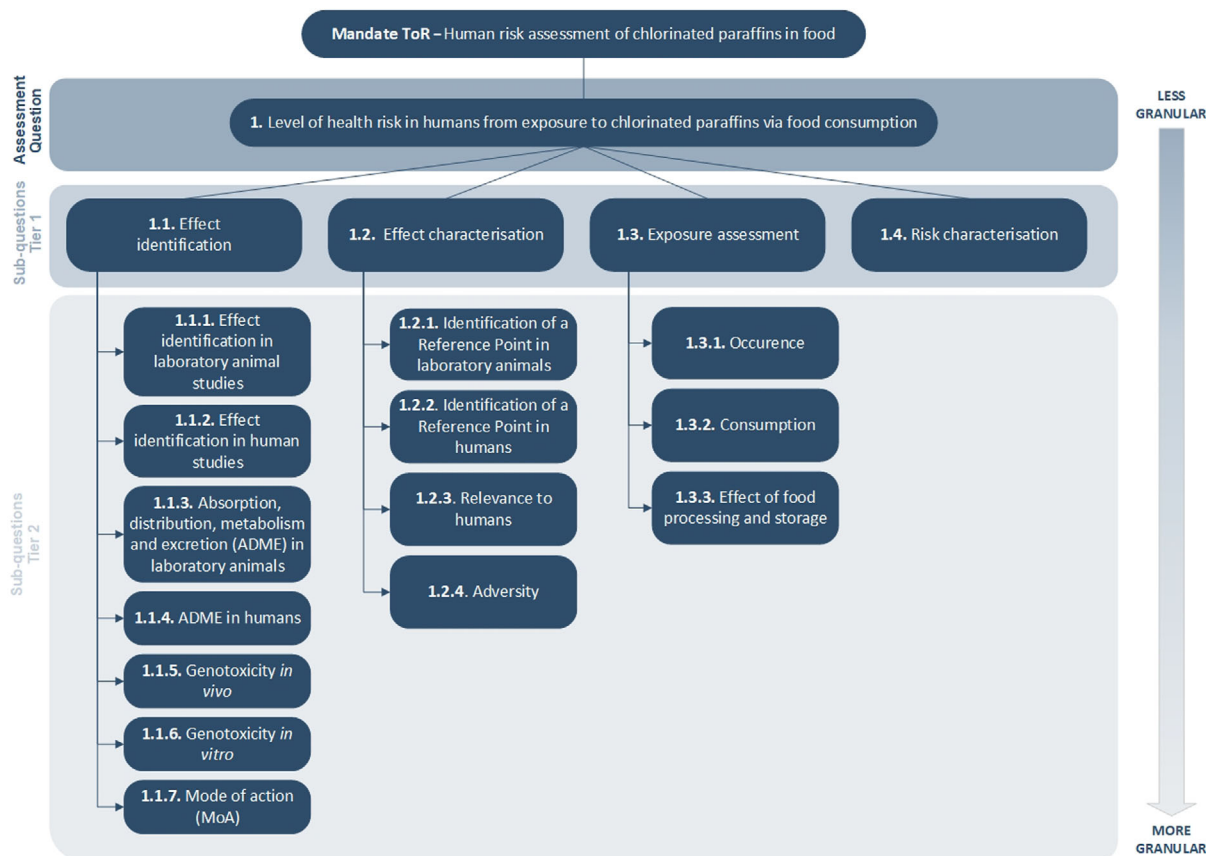 Mandate ToR – Human risk assessment of chlorinated paraffins in food
Assessment
Question
1. Level of health risk in humans from exposure to chlorinated paraffins via food consumption
LESS
GRANULAR
Sub-questions
Tier 1
1.1. Effect
identification
1.2. Effect characterisation
1.3. Exposure assessment
1.4. Risk characterisation
Sub-questions
Tier 2
1.1.1. Effect
identification in
laboratory animal
studies
1.1.2. Effect
identification in human
studies
1.1.3. Absorption,
distribution, metabolism
and excretion (ADME) in
laboratory animals
1.1.4. ADME in humans
1.1.5. Genotoxicity in
vivo
1.1.6. Genotoxicity in
vitro
1.1.7. Mode of action
(MoA)
1.2.1. Identification of a
Reference Point in
laboratory animals
1.2.2. Identification of a
Reference Point in
humans
1.2.3. Relevance to
humans
1.2.4. Adversity
1.3.1. Occurence
1.3.2. Consumption
1.3.3. Effect of food
processing and storage
MORE
GRANULAR